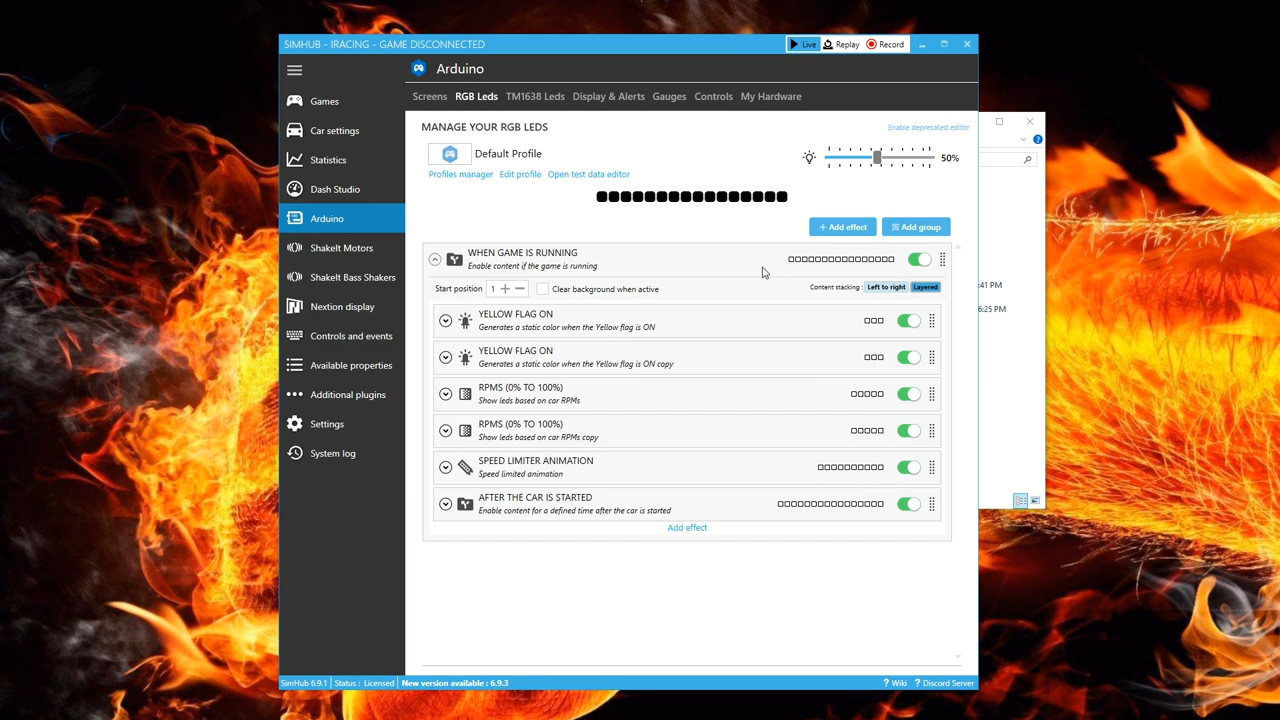 SIMHUB - IRACING - GAME DISCONNECTED
Live
Replay
Record
Arduino
Games
Car settings
Statistics
Dash Studio
Arduino
ShakeIt Motors
ShakeIt Bass Shakers
Nextion display
Controls and events
Available properties
Additional plugins
Settings
System log
Screens
RGB Leds
TM1638 Leds
Display & Alerts
Gauges
Controls
My Hardware
MANAGE YOUR RGB LEDS
Enable deprecated editor
Default Profile
50%
Profiles manager
Edit profile
Open test data editor
+ Add effect
Add group
WHEN GAME IS RUNNING
Enable content if the game is running
Start position
1
Clear background when active
Content stacking :
Left to right
Layered
YELLOW FLAG ON
Generates a static color when the Yellow flag is ON
YELLOW FLAG ON
Generates a static color when the Yellow flag is ON copy
RPMS (0% TO 100%)
Show leds based on car RPMs
RPMS (0% TO 100%)
Show leds based on car RPMs copy
SPEED LIMITER ANIMATION
Speed limited animation
AFTER THE CAR IS STARTED
Enable content for a defined time after the car is started
Add effect
:41 PM
6:25 PM
SimHub 6.9.1
Status : Licensed
New version available : 6.9.3
? Wiki
? Discord Server